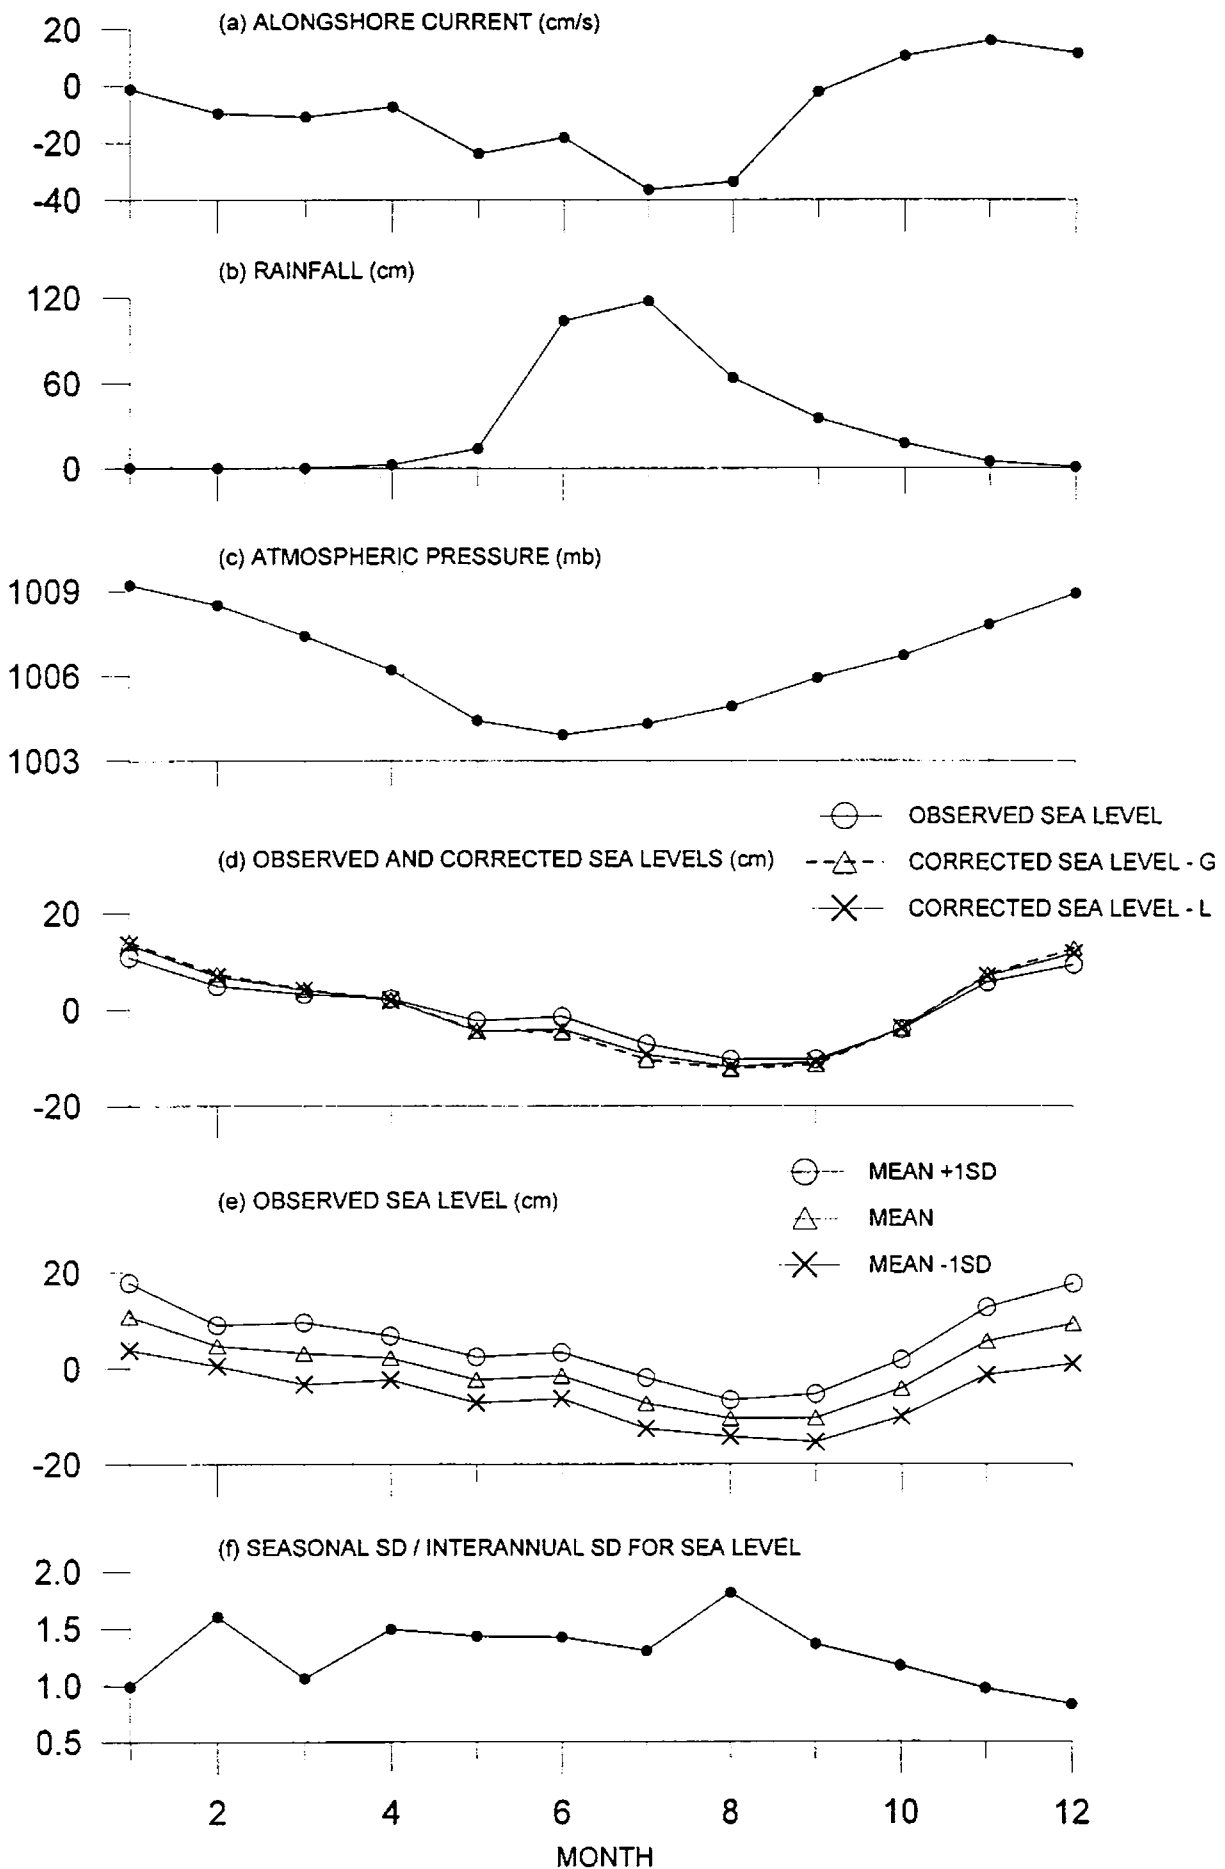 (a) ALONGSHORE CURRENT (cm/s)
20
0
-20
-40
(b) RAINFALL (cm)
120
60
0
(c) ATMOSPHERIC PRESSURE (mb)
1009
1006
1003
OBSERVED SEA LEVEL
(d) OBSERVED AND CORRECTED SEA LEVELS (cm)
CORRECTED SEA LEVEL - G
CORRECTED SEA LEVEL - L
20
0
-20
MEAN +1SD
(e) OBSERVED SEA LEVEL (cm)
MEAN
MEAN -1SD
20
0
-20
(f) SEASONAL SD / INTERANNUAL SD FOR SEA LEVEL
2.0
1.5
1.0
0.5
2 4 6 8 10 12
MONTH